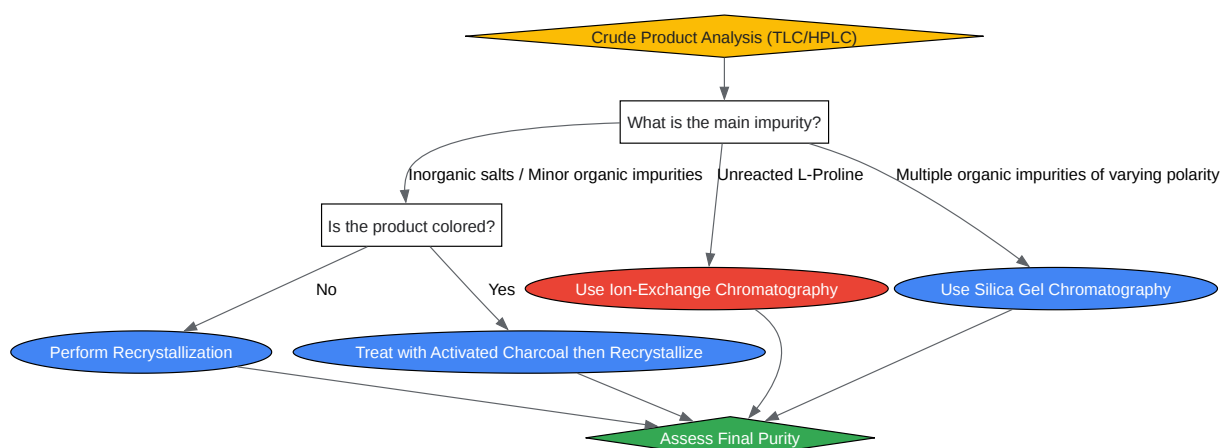 Crude Product Analysis (TLC/HPLC)
What is the main impurity?
Inorganic salts / Minor organic impurities
Unreacted L-Proline
Multiple organic impurities of varying polarity
Is the product colored?
Use Ion-Exchange Chromatography
Use Silica Gel Chromatography
No
Yes
Perform Recrystallization
Treat with Activated Charcoal then Recrystallize
Assess Final Purity